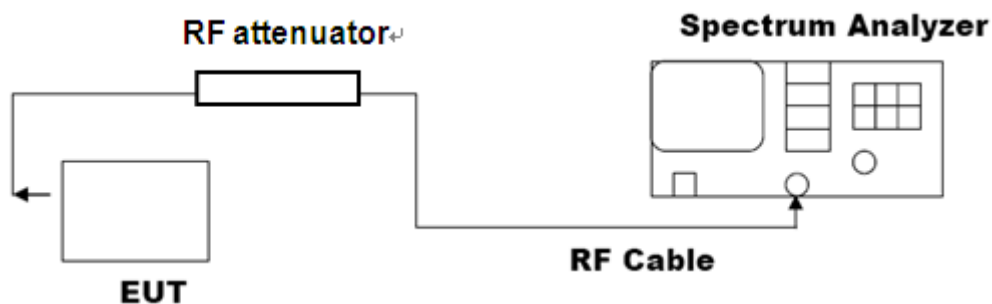 RF attenuator↵
Spectrum Analyzer
RF Cable
EUT